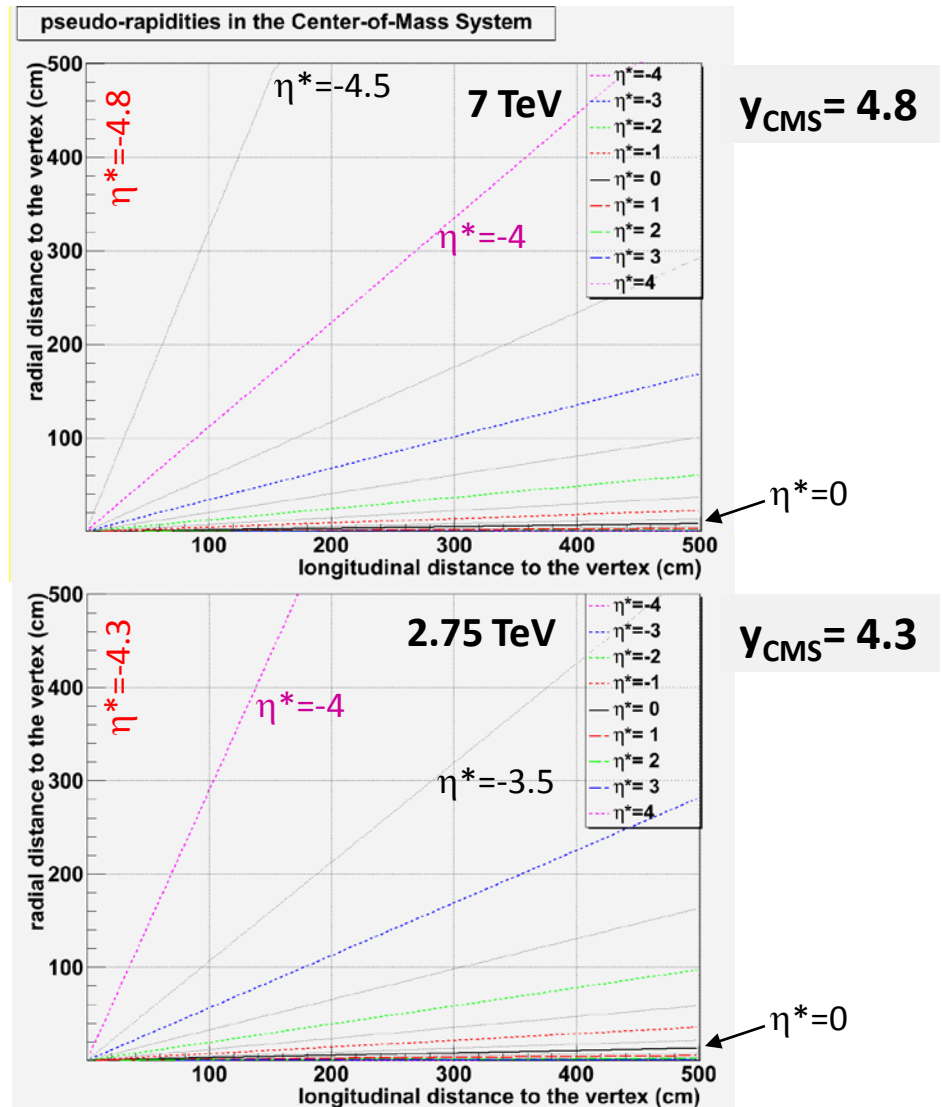 pseudo-rapidities in the Center-of-Mass System
radial distance to the vertex (cm)
500
400
300
200
100
η*=-4.8
η*=-4.5
7 TeV
η*=-4
η*=-4
η*=-3
η*=-2
η*=-1
η*= 0
η*= 1
η*= 2
η*= 3
η*=4
yCMS= 4.8
η*=0
100
200
300
400
500
longitudinal distance to the vertex (cm)
radial distance to the vertex (cm)
500
400
300
200
100
η*=-4.3
2.75 TeV
η*=-4
η*=-3.5
η*=-4
η*=-3
η*=-2
η*=-1
η*= 0
η*= 1
η*= 2
η*= 3
η*=4
yCMS= 4.3
η*=0
100
200
300
400
500
longitudinal distance to the vertex (cm)